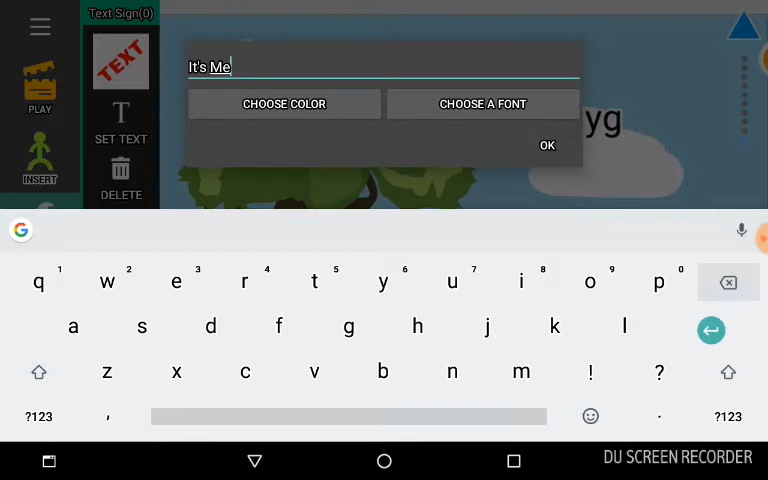 Text Sign(0)
TEXT
It's Me
CHOOSE COLOR
CHOOSE A FONT
yg
PLAY
SET TEXT
OK
INSERT
DELETE
G
q 1 w 2 e 3 r 4 t 5 y 6 u 7 i 8 o 9 p 0
a s d f g h j k l
z x c v b n m ! ?
?123 , . ?123
DU SCREEN RECORDER